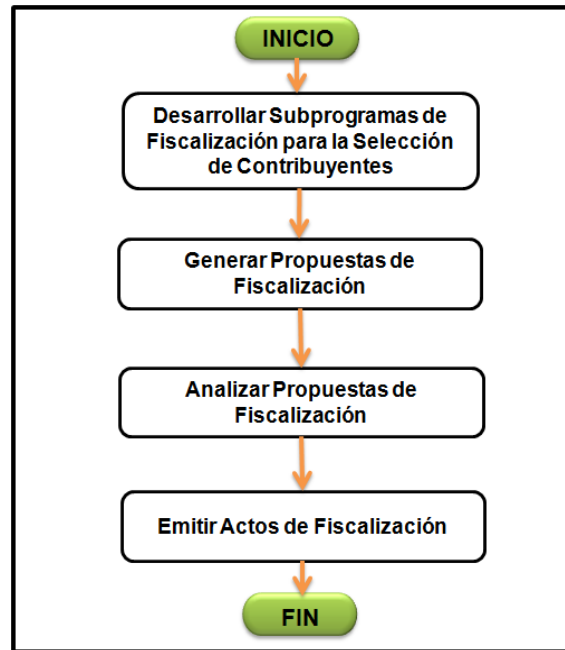 INICIO
Desarrollar Subprogramas de
Fiscalización para la Selección
de Contribuyentes
Generar Propuestas de
Fiscalización
Analizar Propuestas de
Fiscalización
Emitir Actos de Fiscalización
FIN